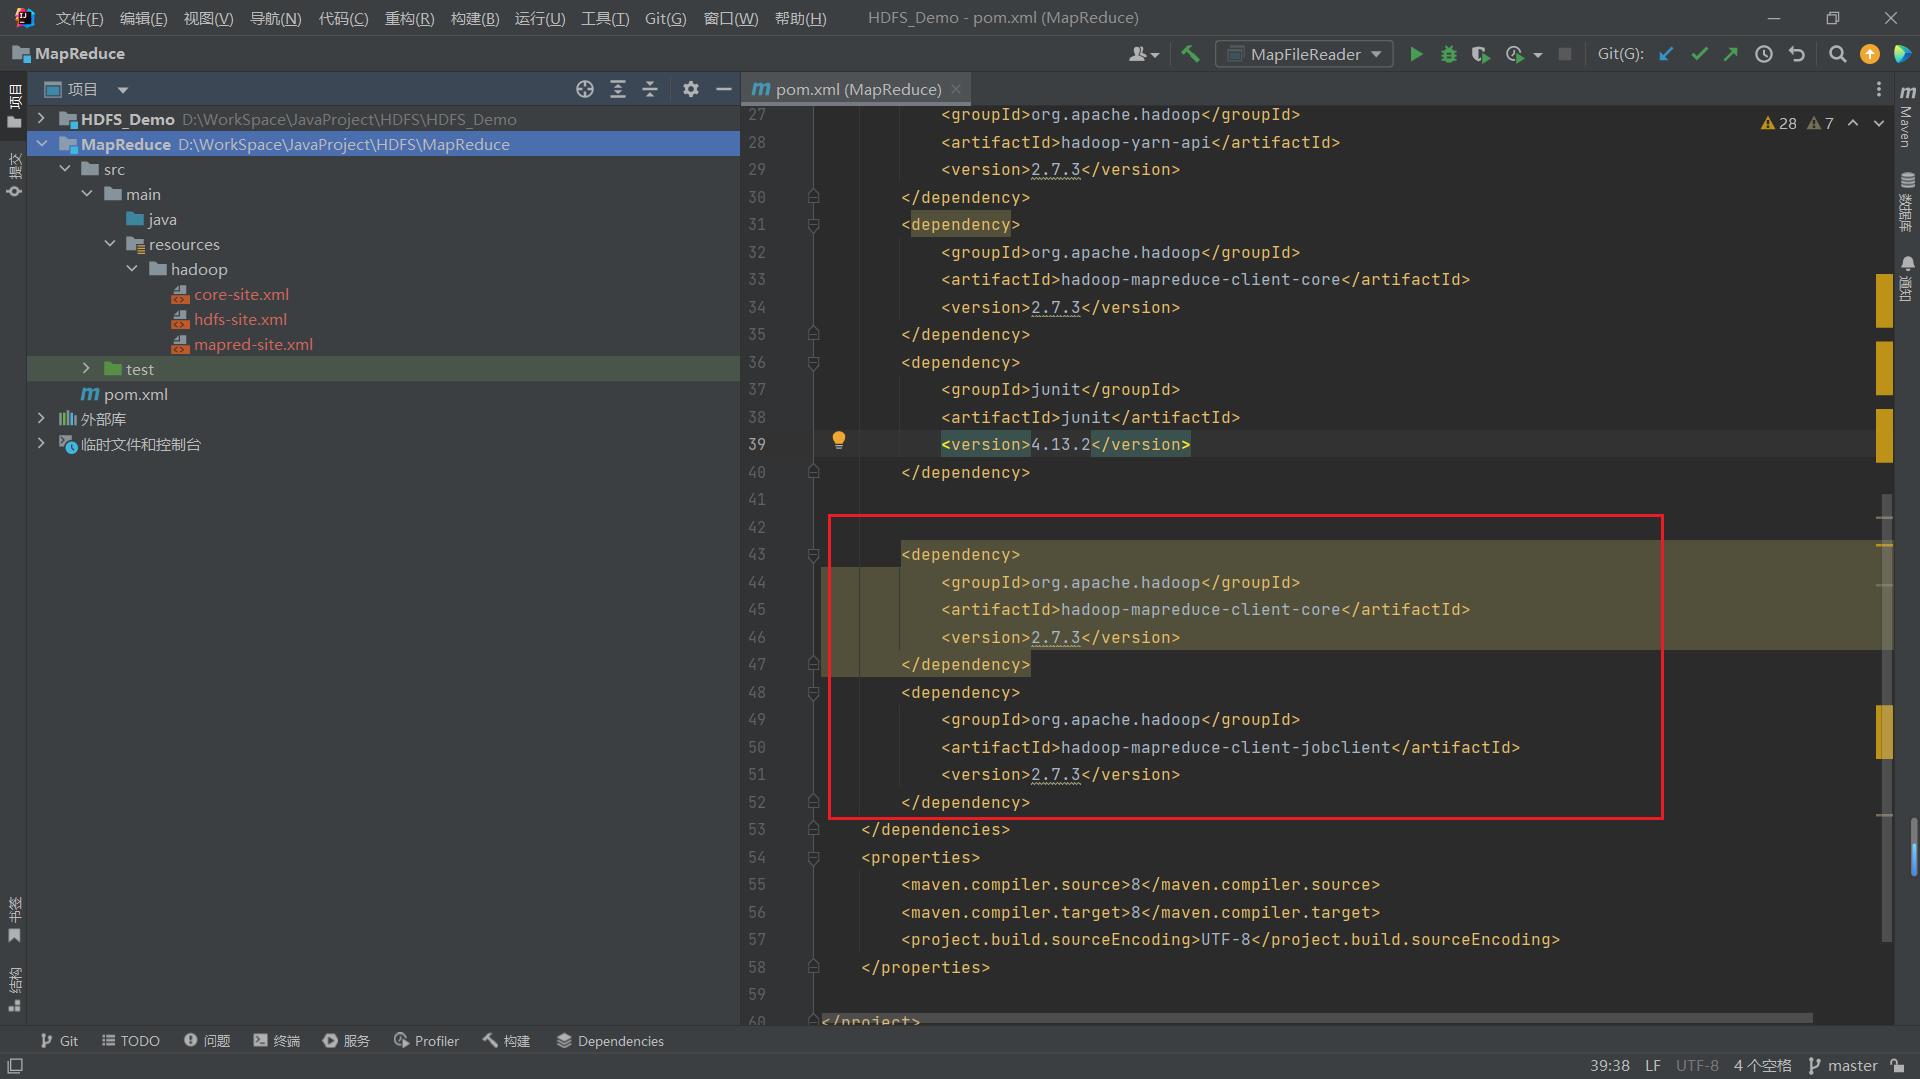 文件(F) 编辑(E) 视图(V) 导航(N) 代码(C) 重构(R) 构建(B) 运行(U) 工具(T) Git(G) 窗口(W) 帮助(H) HDFS_Demo - pom.xml (MapReduce)
MapReduce
MapFileReader
Git(G):
项目
pom.xml (MapReduce)
HDFS_Demo D:\WorkSpace\JavaProject\HDFS\HDFS_Demo
MapReduce D:\WorkSpace\JavaProject\HDFS\MapReduce
src
main
java
resources
hadoop
core-site.xml
hdfs-site.xml
mapred-site.xml
test
pom.xml
外部库
临时文件和控制台
项目
提交
书签
结构
28 7
27 <groupId>org.apache.hadoop</groupId>
28 <artifactId>hadoop-yarn-api</artifactId>
29 <version>2.7.3</version>
30 </dependency>
31 <dependency>
32 <groupId>org.apache.hadoop</groupId>
33 <artifactId>hadoop-mapreduce-client-core</artifactId>
34 <version>2.7.3</version>
35 </dependency>
36 <dependency>
37 <groupId>junit</groupId>
38 <artifactId>junit</artifactId>
39 <version>4.13.2</version>
40 </dependency>
41
42
43 <dependency>
44 <groupId>org.apache.hadoop</groupId>
45 <artifactId>hadoop-mapreduce-client-core</artifactId>
46 <version>2.7.3</version>
47 </dependency>
48 <dependency>
49 <groupId>org.apache.hadoop</groupId>
50 <artifactId>hadoop-mapreduce-client-jobclient</artifactId>
51 <version>2.7.3</version>
52 </dependency>
53 </dependencies>
54 <properties>
55 <maven.compiler.source>8</maven.compiler.source>
56 <maven.compiler.target>8</maven.compiler.target>
57 <project.build.sourceEncoding>UTF-8</project.build.sourceEncoding>
58 </properties>
59
60 </project>
Maven
数据库
通知
Git TODO 问题 终端 服务 Profiler 构建 Dependencies
39:38 LF UTF-8 4 个空格 master